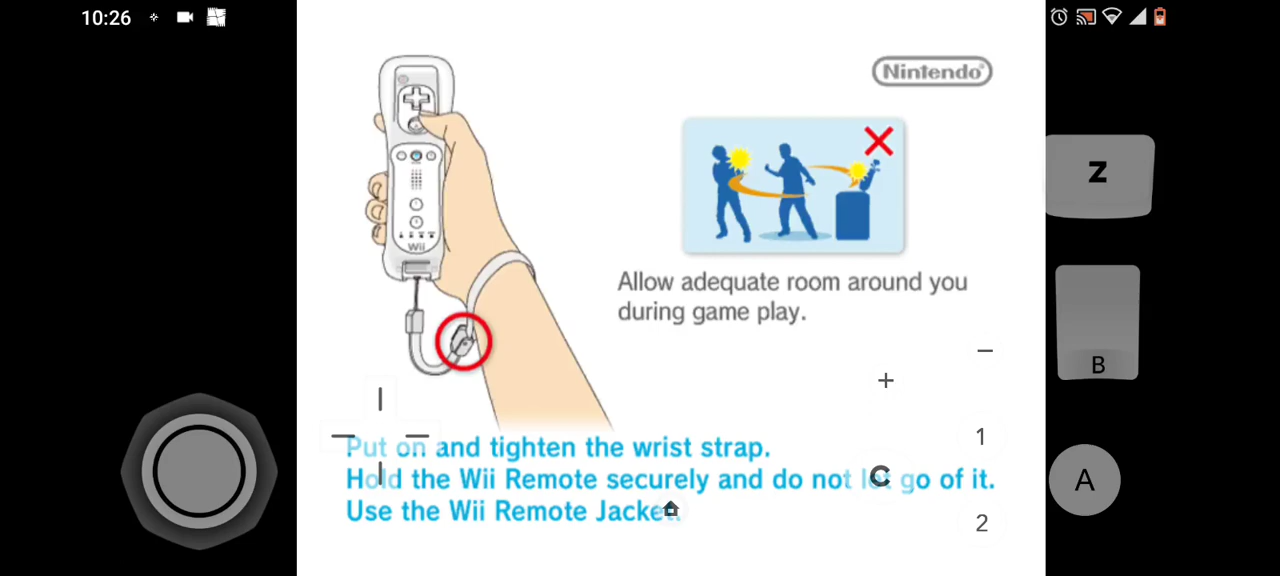 10:26
Nintendo®
Wii
Z
Allow adequate room around you
during game play.
B
−
+
1
Put on and tighten the wrist strap.
Hold the Wii Remote securely and do not let go of it.
C
A
Use the Wii Remote Jacket.
2